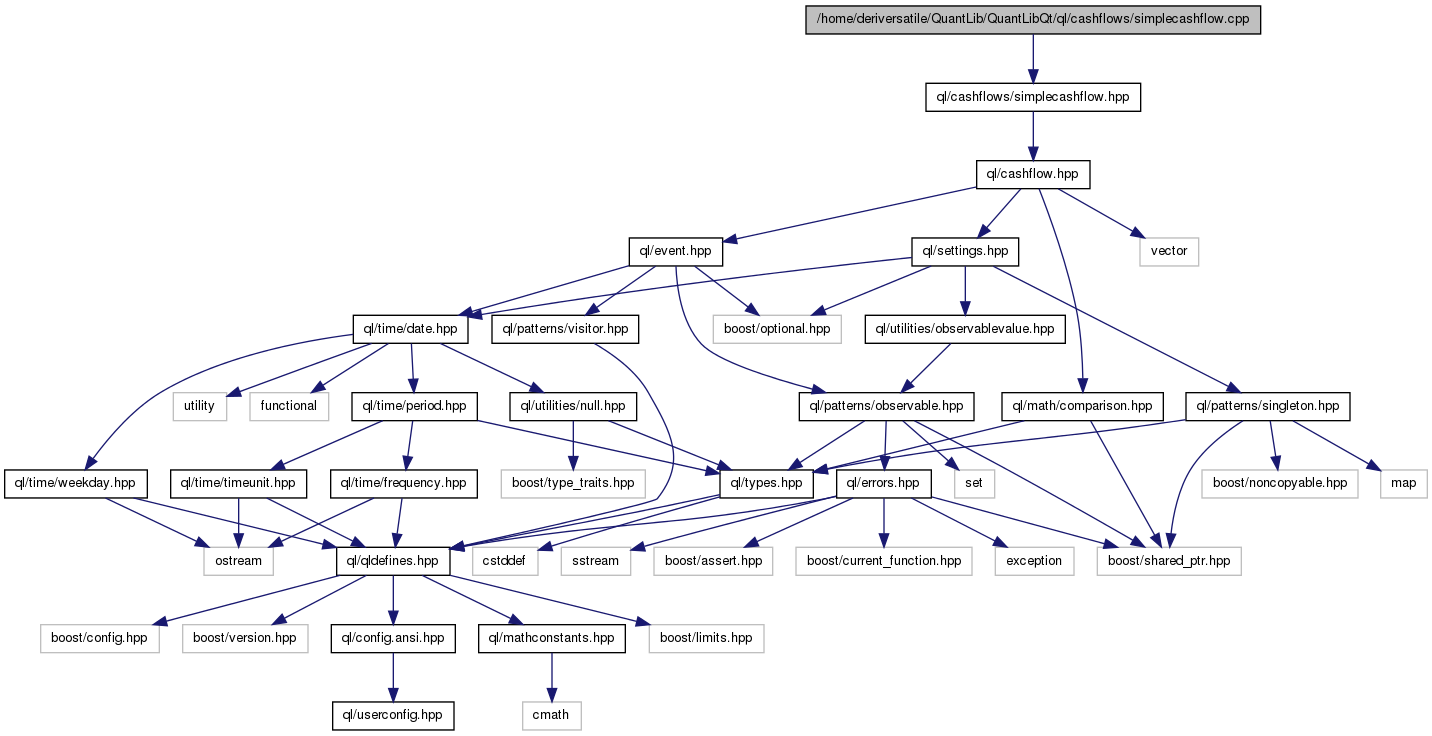 /home/deriversatile/QuantLib/QuantLibQt/ql/cashflows/simplecashflow.cpp
ql/cashflows/simplecashflow.hpp
ql/cashflow.hpp
ql/event.hpp
ql/settings.hpp
vector
ql/time/date.hpp
ql/patterns/visitor.hpp
boost/optional.hpp
ql/utilities/observablevalue.hpp
utility
functional
ql/time/period.hpp
ql/utilities/null.hpp
ql/patterns/observable.hpp
ql/math/comparison.hpp
ql/patterns/singleton.hpp
ql/time/weekday.hpp
ql/time/timeunit.hpp
ql/time/frequency.hpp
boost/type_traits.hpp
ql/types.hpp
ql/errors.hpp
set
boost/noncopyable.hpp
map
ostream
ql/qldefines.hpp
cstddef
sstream
boost/assert.hpp
boost/current_function.hpp
exception
boost/shared_ptr.hpp
boost/config.hpp
boost/version.hpp
ql/config.ansi.hpp
ql/mathconstants.hpp
boost/limits.hpp
ql/userconfig.hpp
cmath